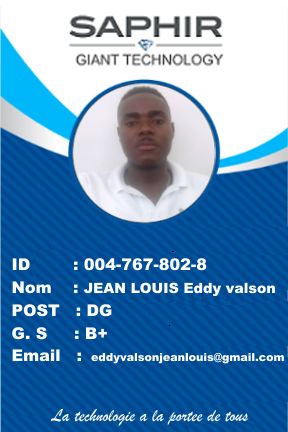 SAPHIR
GIANT TECHNOLOGY
ID : 004-767-802-8
Nom : JEAN LOUIS Eddy valson
POST : DG
G. S : B+
Email : eddyvalsonjeanlouis@gmail.com
La technologie a la portee de tous